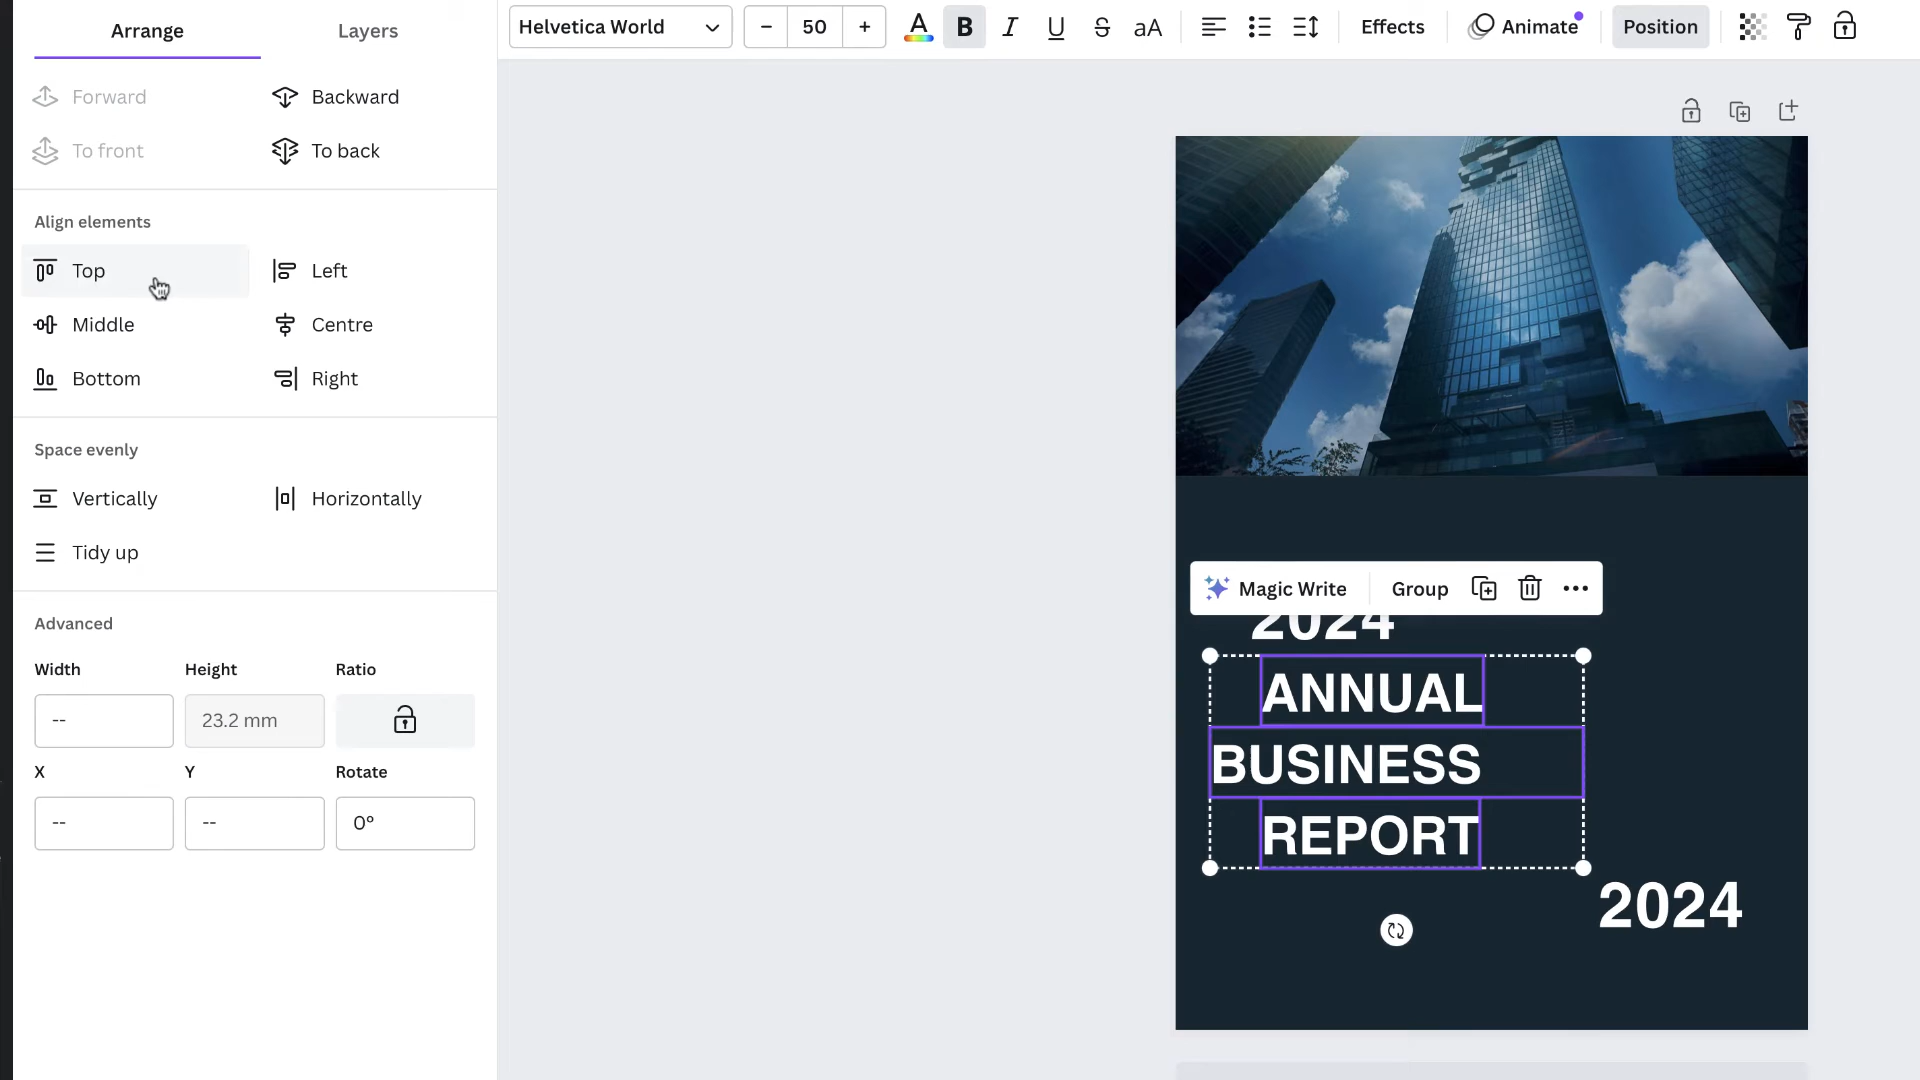 Arrange Layers
Helvetica World
50
A B I U S aA
Effects Animate Position
Forward Backward
To front To back
Align elements
Top Left
Middle Centre
Bottom Right
Space evenly
Vertically Horizontally
Tidy up
Advanced
Width Height Ratio
-- 23.2 mm
X Y Rotate
-- -- 0°
Magic Write Group
2024
ANNUAL
BUSINESS
REPORT
2024